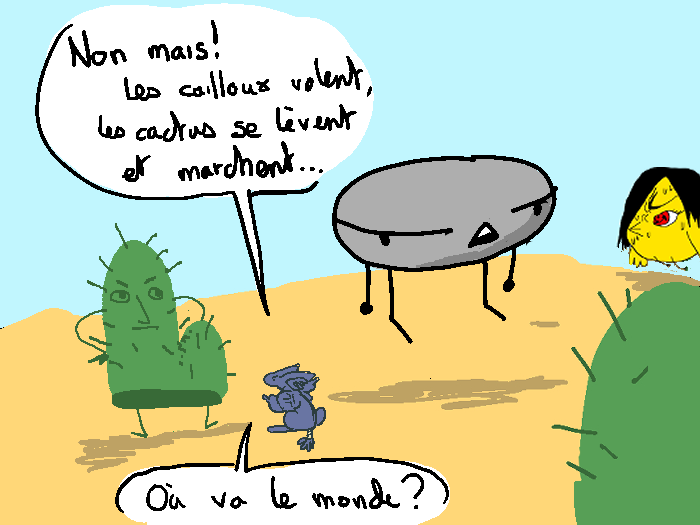 Non mais!
Les cailloux volent,
les cactus se lèvent
et marchent...
Où va le monde?